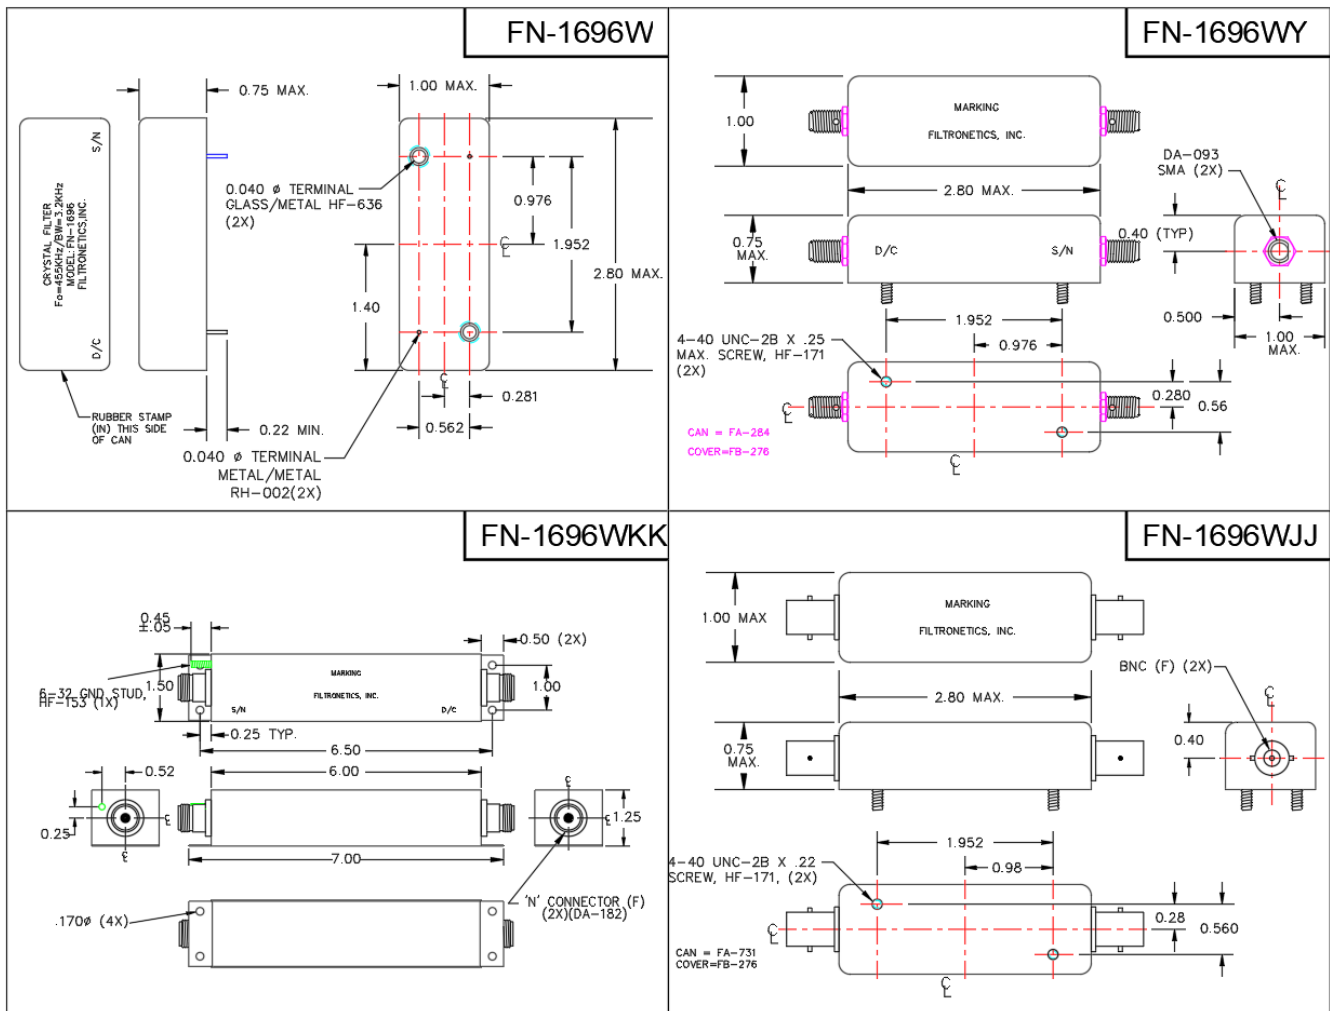 FN-1696W
0.75 MAX.
1.00 MAX.
S/N
CRYSTAL FILTER
Fo=455KHz/BW=3.2KHz
MODEL: FN-1696
FILTRONETICS,INC.
D/C
0.040 ø TERMINAL
GLASS/METAL HF-636
(2X)
0.976
1.952
2.80 MAX.
1.40
℄
RUBBER STAMP
(IN) THIS SIDE
OF CAN
0.22 MIN.
℄
0.281
0.562
0.040 ø TERMINAL
METAL/METAL
RH-002(2X)
FN-1696WY
1.00
MARKING
FILTRONETICS, INC.
2.80 MAX.
DA-093
SMA (2X)
℄
0.75
MAX.
D/C
S/N
0.40 (TYP)
1.952
0.500
1.00
MAX.
4-40 UNC-2B X .25
MAX. SCREW, HF-171
(2X)
0.976
0.280
0.56
℄
CAN = FA-284
COVER=FB-276
℄
FN-1696WKK
0.45
±.05
0.50 (2X)
6-32 GND STUD,
HF-153 (1X)
1.50
MARKING
FILTRONETICS, INC.
S/N
D/C
1.00
0.25 TYP.
6.50
0.52
6.00
℄
0.25
℄
℄
℄
1.25
℄
7.00
.170ø (4X)
'N' CONNECTOR (F)
(2X)(DA-182)
FN-1696WJJ
1.00 MAX
MARKING
FILTRONETICS, INC.
BNC (F) (2X)
2.80 MAX.
℄
0.75
MAX.
0.40
1.952
4-40 UNC-2B X .22
SCREW, HF-171, (2X)
0.98
0.28
0.560
℄
CAN = FA-731
COVER=FB-276
℄